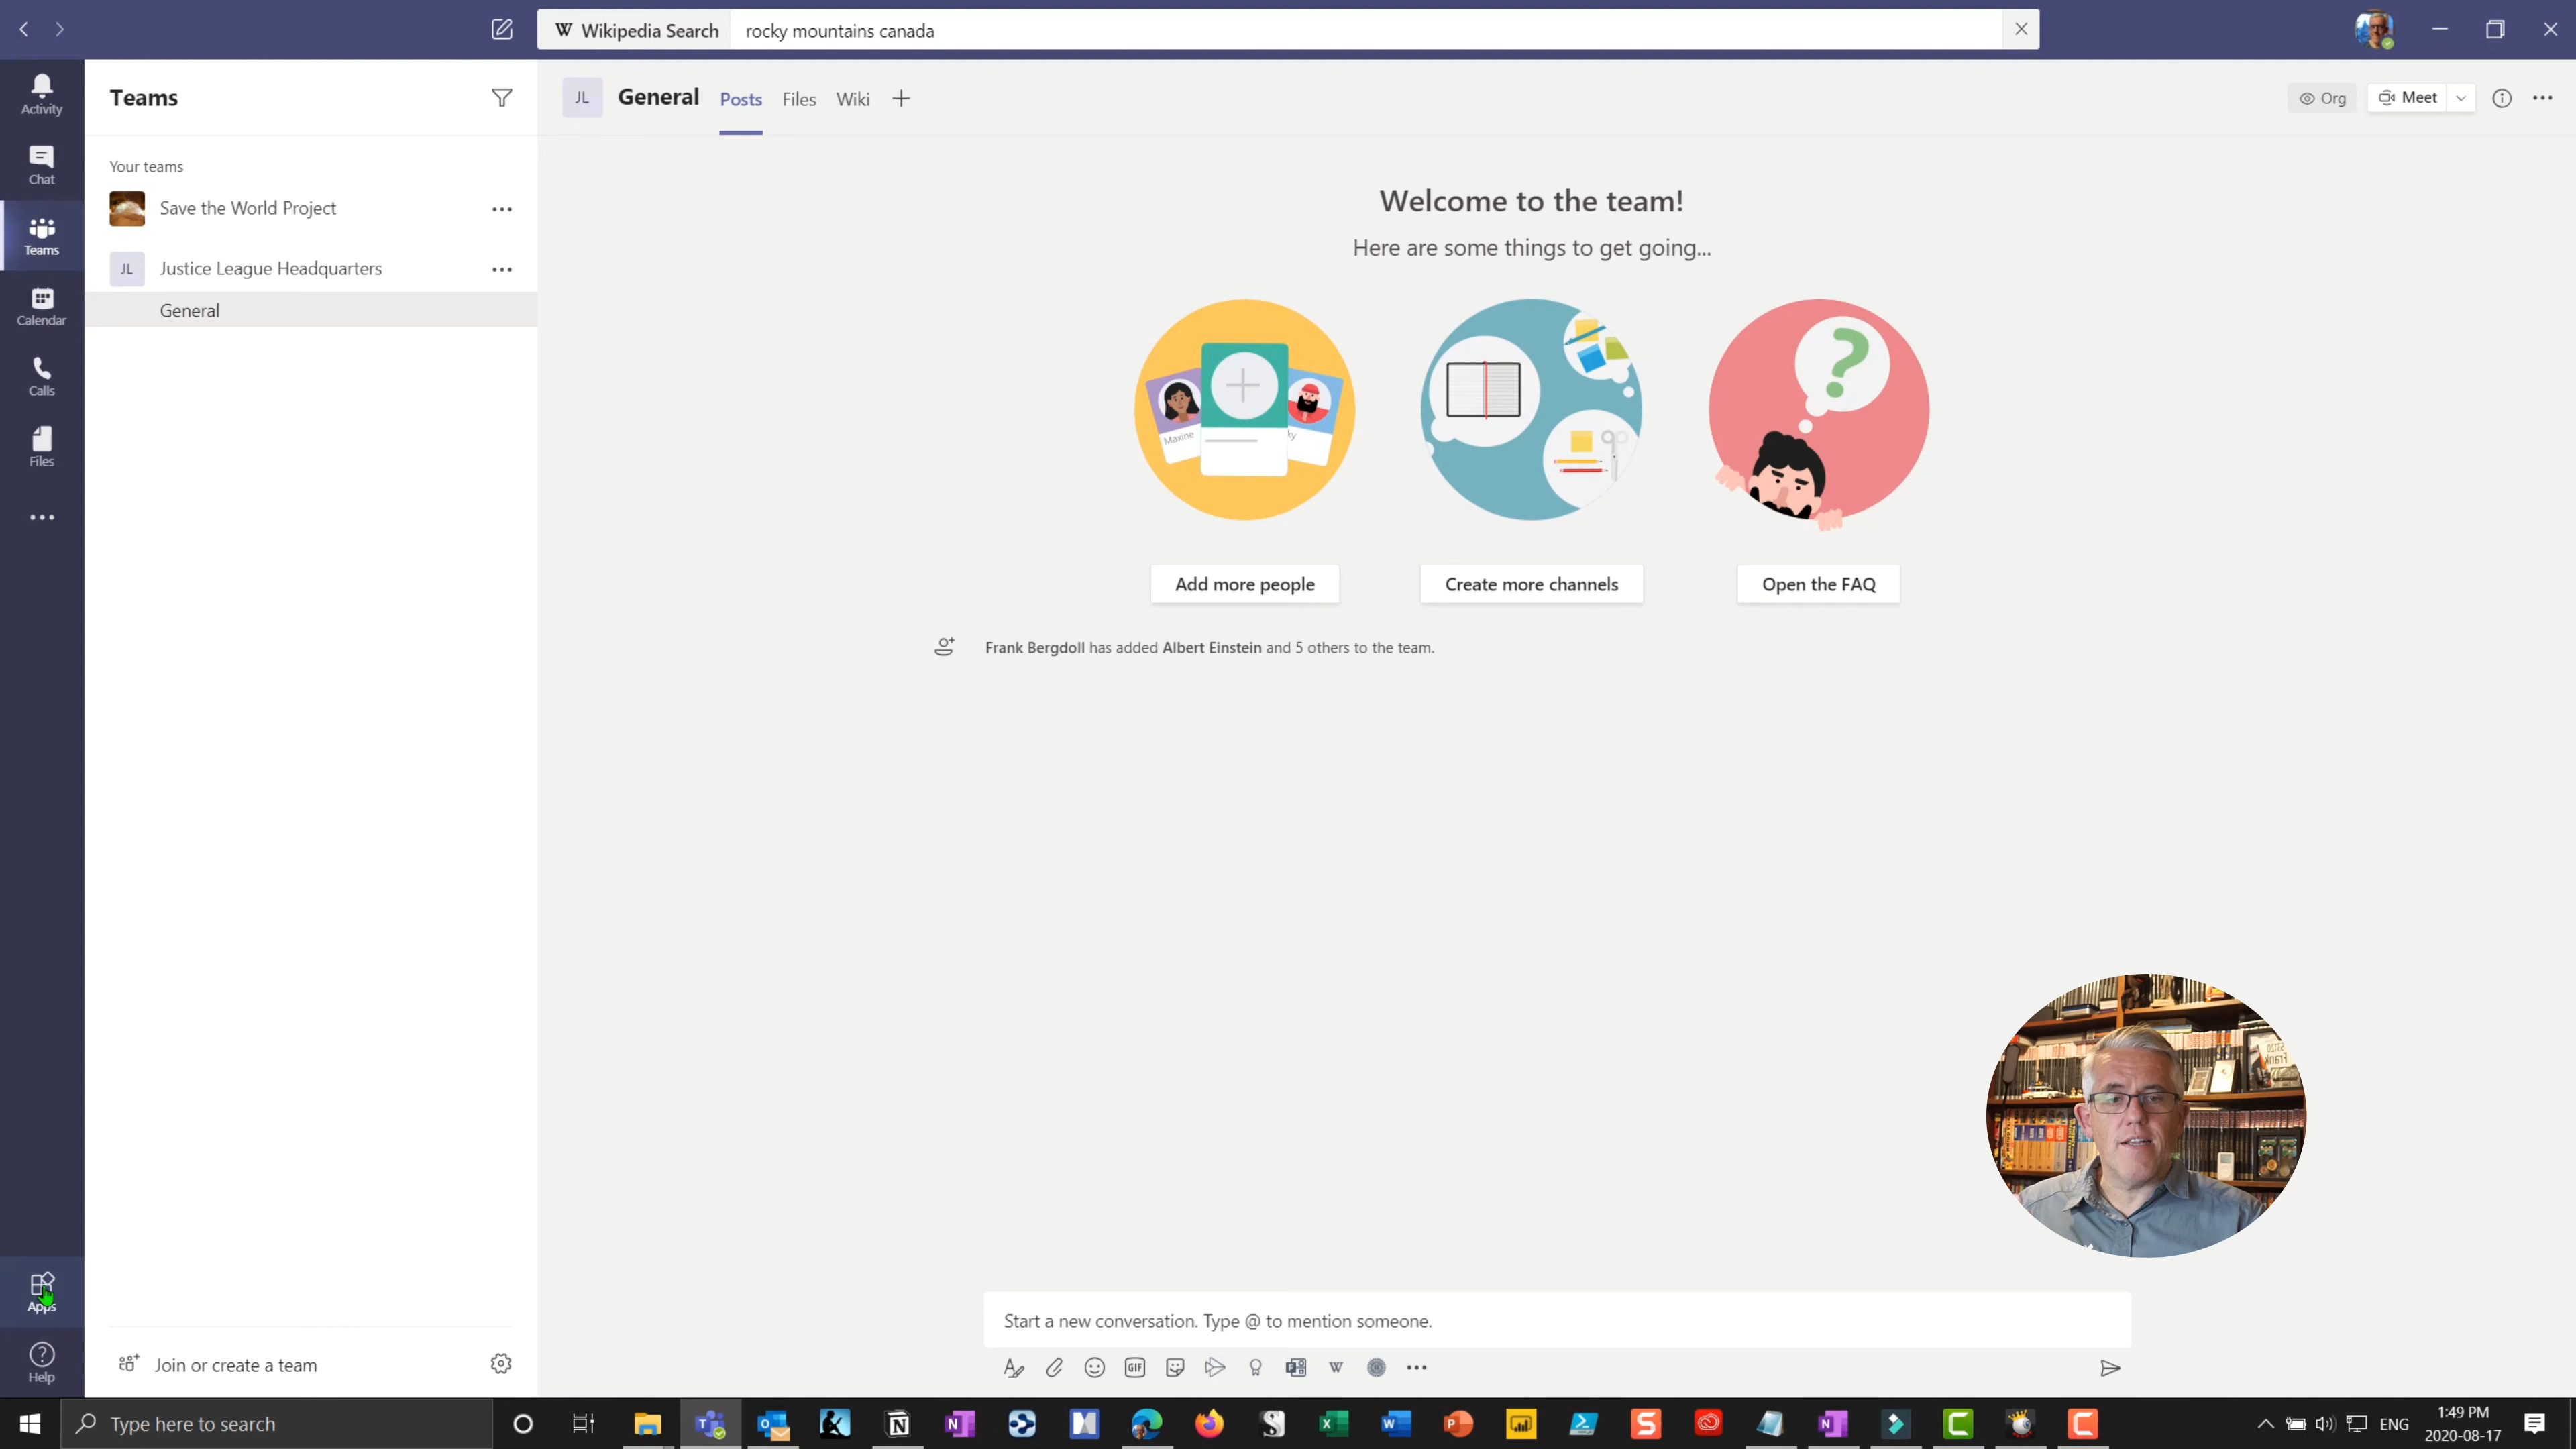 Wikipedia Search rocky mountains canada
Activity
Chat
Teams
Calendar
Calls
Files
Apps
Help
Teams
Your teams
Save the World Project
JL Justice League Headquarters
General
Join or create a team
JL General Posts Files Wiki
Org Meet
Welcome to the team!
Here are some things to get going...
Maxine
ky
Add more people
Create more channels
Open the FAQ
Frank Bergdoll has added Albert Einstein and 5 others to the team.
Start a new conversation. Type @ to mention someone.
GIF
Type here to search
ENG
1:49 PM
2020-08-17